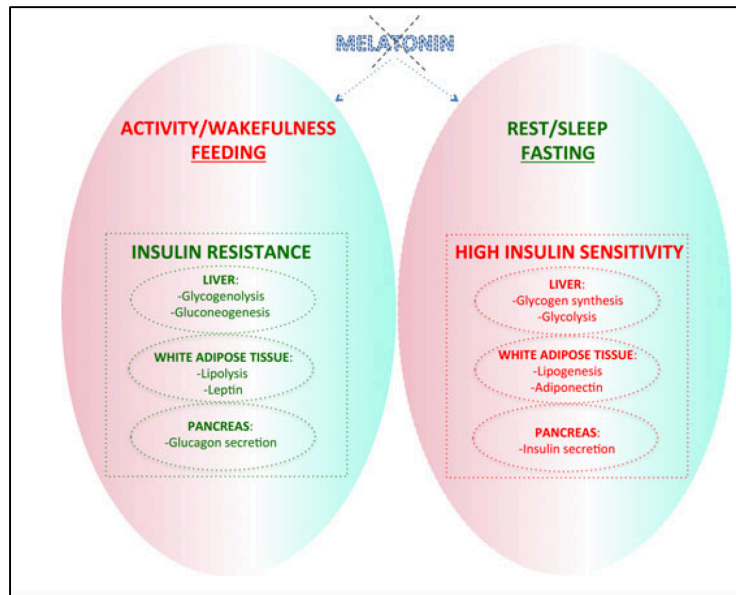 MELATONIN
ACTIVITY/WAKEFULNESS
FEEDING
INSULIN RESISTANCE
LIVER:
-Glycogenolysis
-Gluconeogenesis
WHITE ADIPOSE TISSUE:
-Lipolysis
-Leptin
PANCREAS:
-Glucagon secretion
REST/SLEEP
FASTING
HIGH INSULIN SENSITIVITY
LIVER:
-Glycogen synthesis
-Glycolysis
WHITE ADIPOSE TISSUE:
-Lipogenesis
-Adiponectin
PANCREAS:
-Insulin secretion